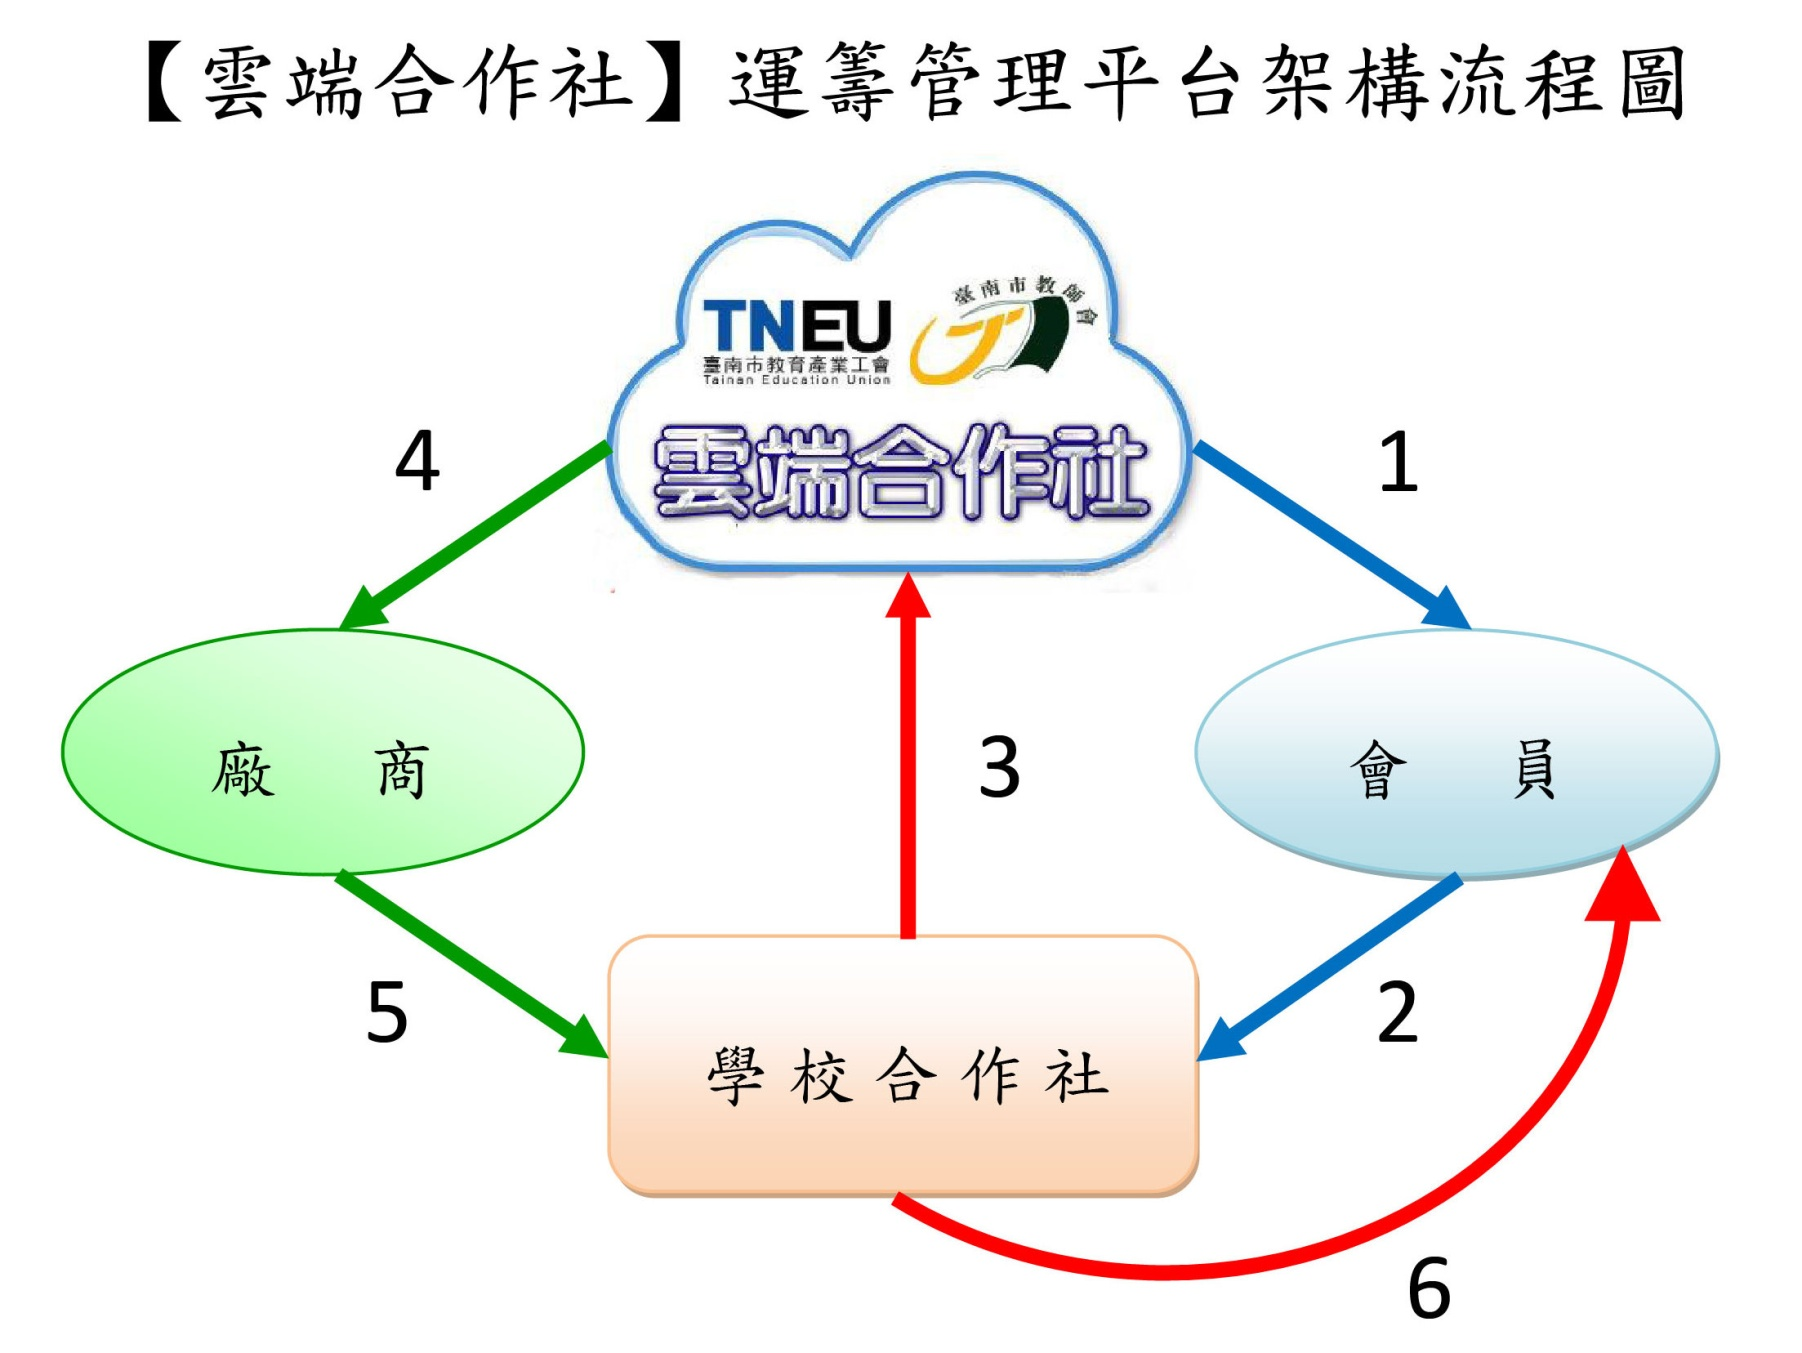 【雲端合作社】運籌管理平台架構流程圖
臺南市教師會
TNEU
臺南市教育產業工會
Tainan Education Union
雲端合作社
4
1
廠 商
3
會 員
5
2
學校合作社
6